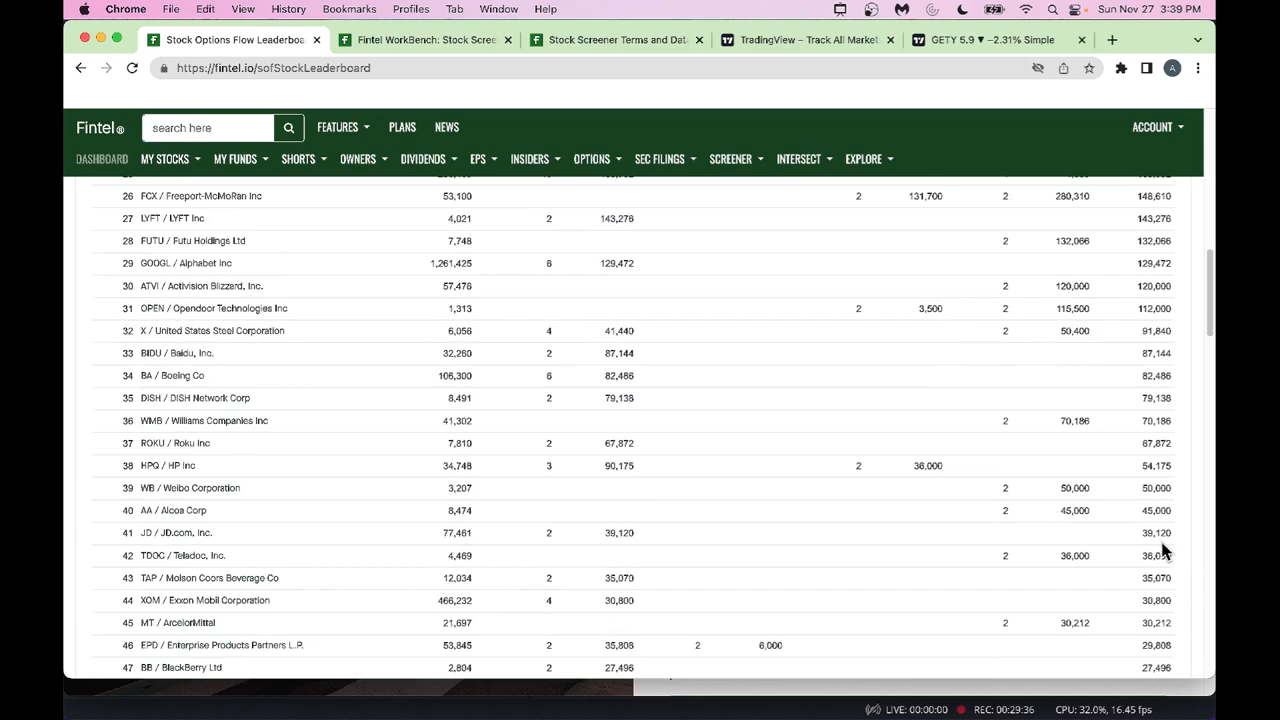 Chrome File Edit View History Bookmarks Profiles Tab Window Help Sun Nov 27 3:39 PM
Stock Options Flow Leaderboa Fintel WorkBench: Stock Scree Stock Screener Terms and Data TradingView – Track All Market GETY 5.9 ▼ −2.31% Simple
https://fintel.io/sofStockLeaderboard A
Fintel® search here FEATURES PLANS NEWS ACCOUNT
DASHBOARD MY STOCKS MY FUNDS SHORTS OWNERS DIVIDENDS EPS INSIDERS OPTIONS SEC FILINGS SCREENER INTERSECT EXPLORE
26 FCX / Freeport-McMoRan Inc 53,100 2 131,700 2 280,310 148,610
27 LYFT / LYFT Inc 4,021 2 143,276 143,276
28 FUTU / Futu Holdings Ltd 7,748 2 132,066 132,066
29 GOOGL / Alphabet Inc 1,261,425 6 129,472 129,472
30 ATVI / Activision Blizzard, Inc. 57,476 2 120,000 120,000
31 OPEN / Opendoor Technologies Inc 1,313 2 3,500 2 115,500 112,000
32 X / United States Steel Corporation 6,056 4 41,440 2 50,400 91,840
33 BIDU / Baidu, Inc. 32,260 2 87,144 87,144
34 BA / Boeing Co 106,300 6 82,486 82,486
35 DISH / DISH Network Corp 8,491 2 79,138 79,138
36 WMB / Williams Companies Inc 41,302 2 70,186 70,186
37 ROKU / Roku Inc 7,810 2 67,872 67,872
38 HPQ / HP Inc 34,748 3 90,175 2 36,000 54,175
39 WB / Weibo Corporation 3,207 2 50,000 50,000
40 AA / Alcoa Corp 8,474 2 45,000 45,000
41 JD / JD.com, Inc. 77,461 2 39,120 39,120
42 TDOC / Teladoc, Inc. 4,469 2 36,000
43 TAP / Molson Coors Beverage Co 12,034 2 35,070 35,070
44 XOM / Exxon Mobil Corporation 466,232 4 30,800 30,800
45 MT / ArcelorMittal 21,697 2 30,212 30,212
46 EPD / Enterprise Products Partners L.P. 53,845 2 35,808 2 6,000 29,808
47 BB / BlackBerry Ltd 2,804 2 27,496 27,496
LIVE: 00:00:00 REC: 00:29:36 CPU: 32.0%, 16.45 fps